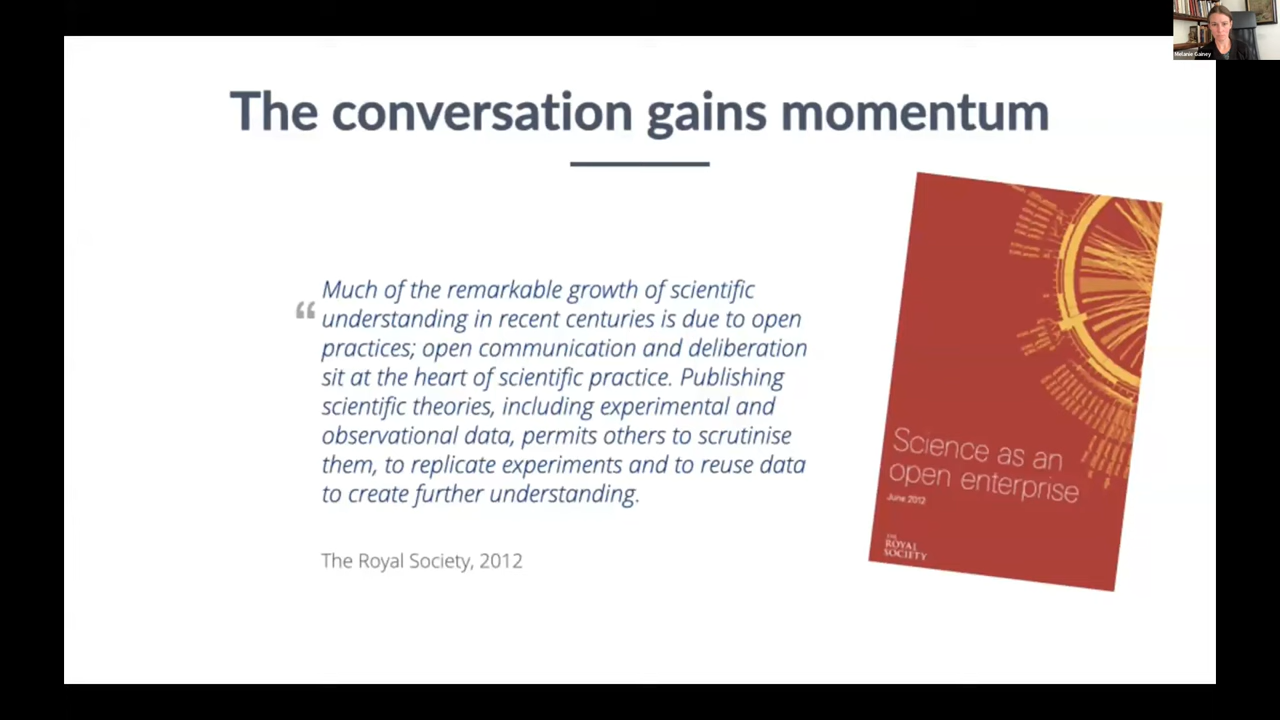 Melanie Gainey
The conversation gains momentum
“
Much of the remarkable growth of scientific
understanding in recent centuries is due to open
practices; open communication and deliberation
sit at the heart of scientific practice. Publishing
scientific theories, including experimental and
observational data, permits others to scrutinise
them, to replicate experiments and to reuse data
to create further understanding.
The Royal Society, 2012
Science as an
open enterprise
June 2012
THE
ROYAL
SOCIETY